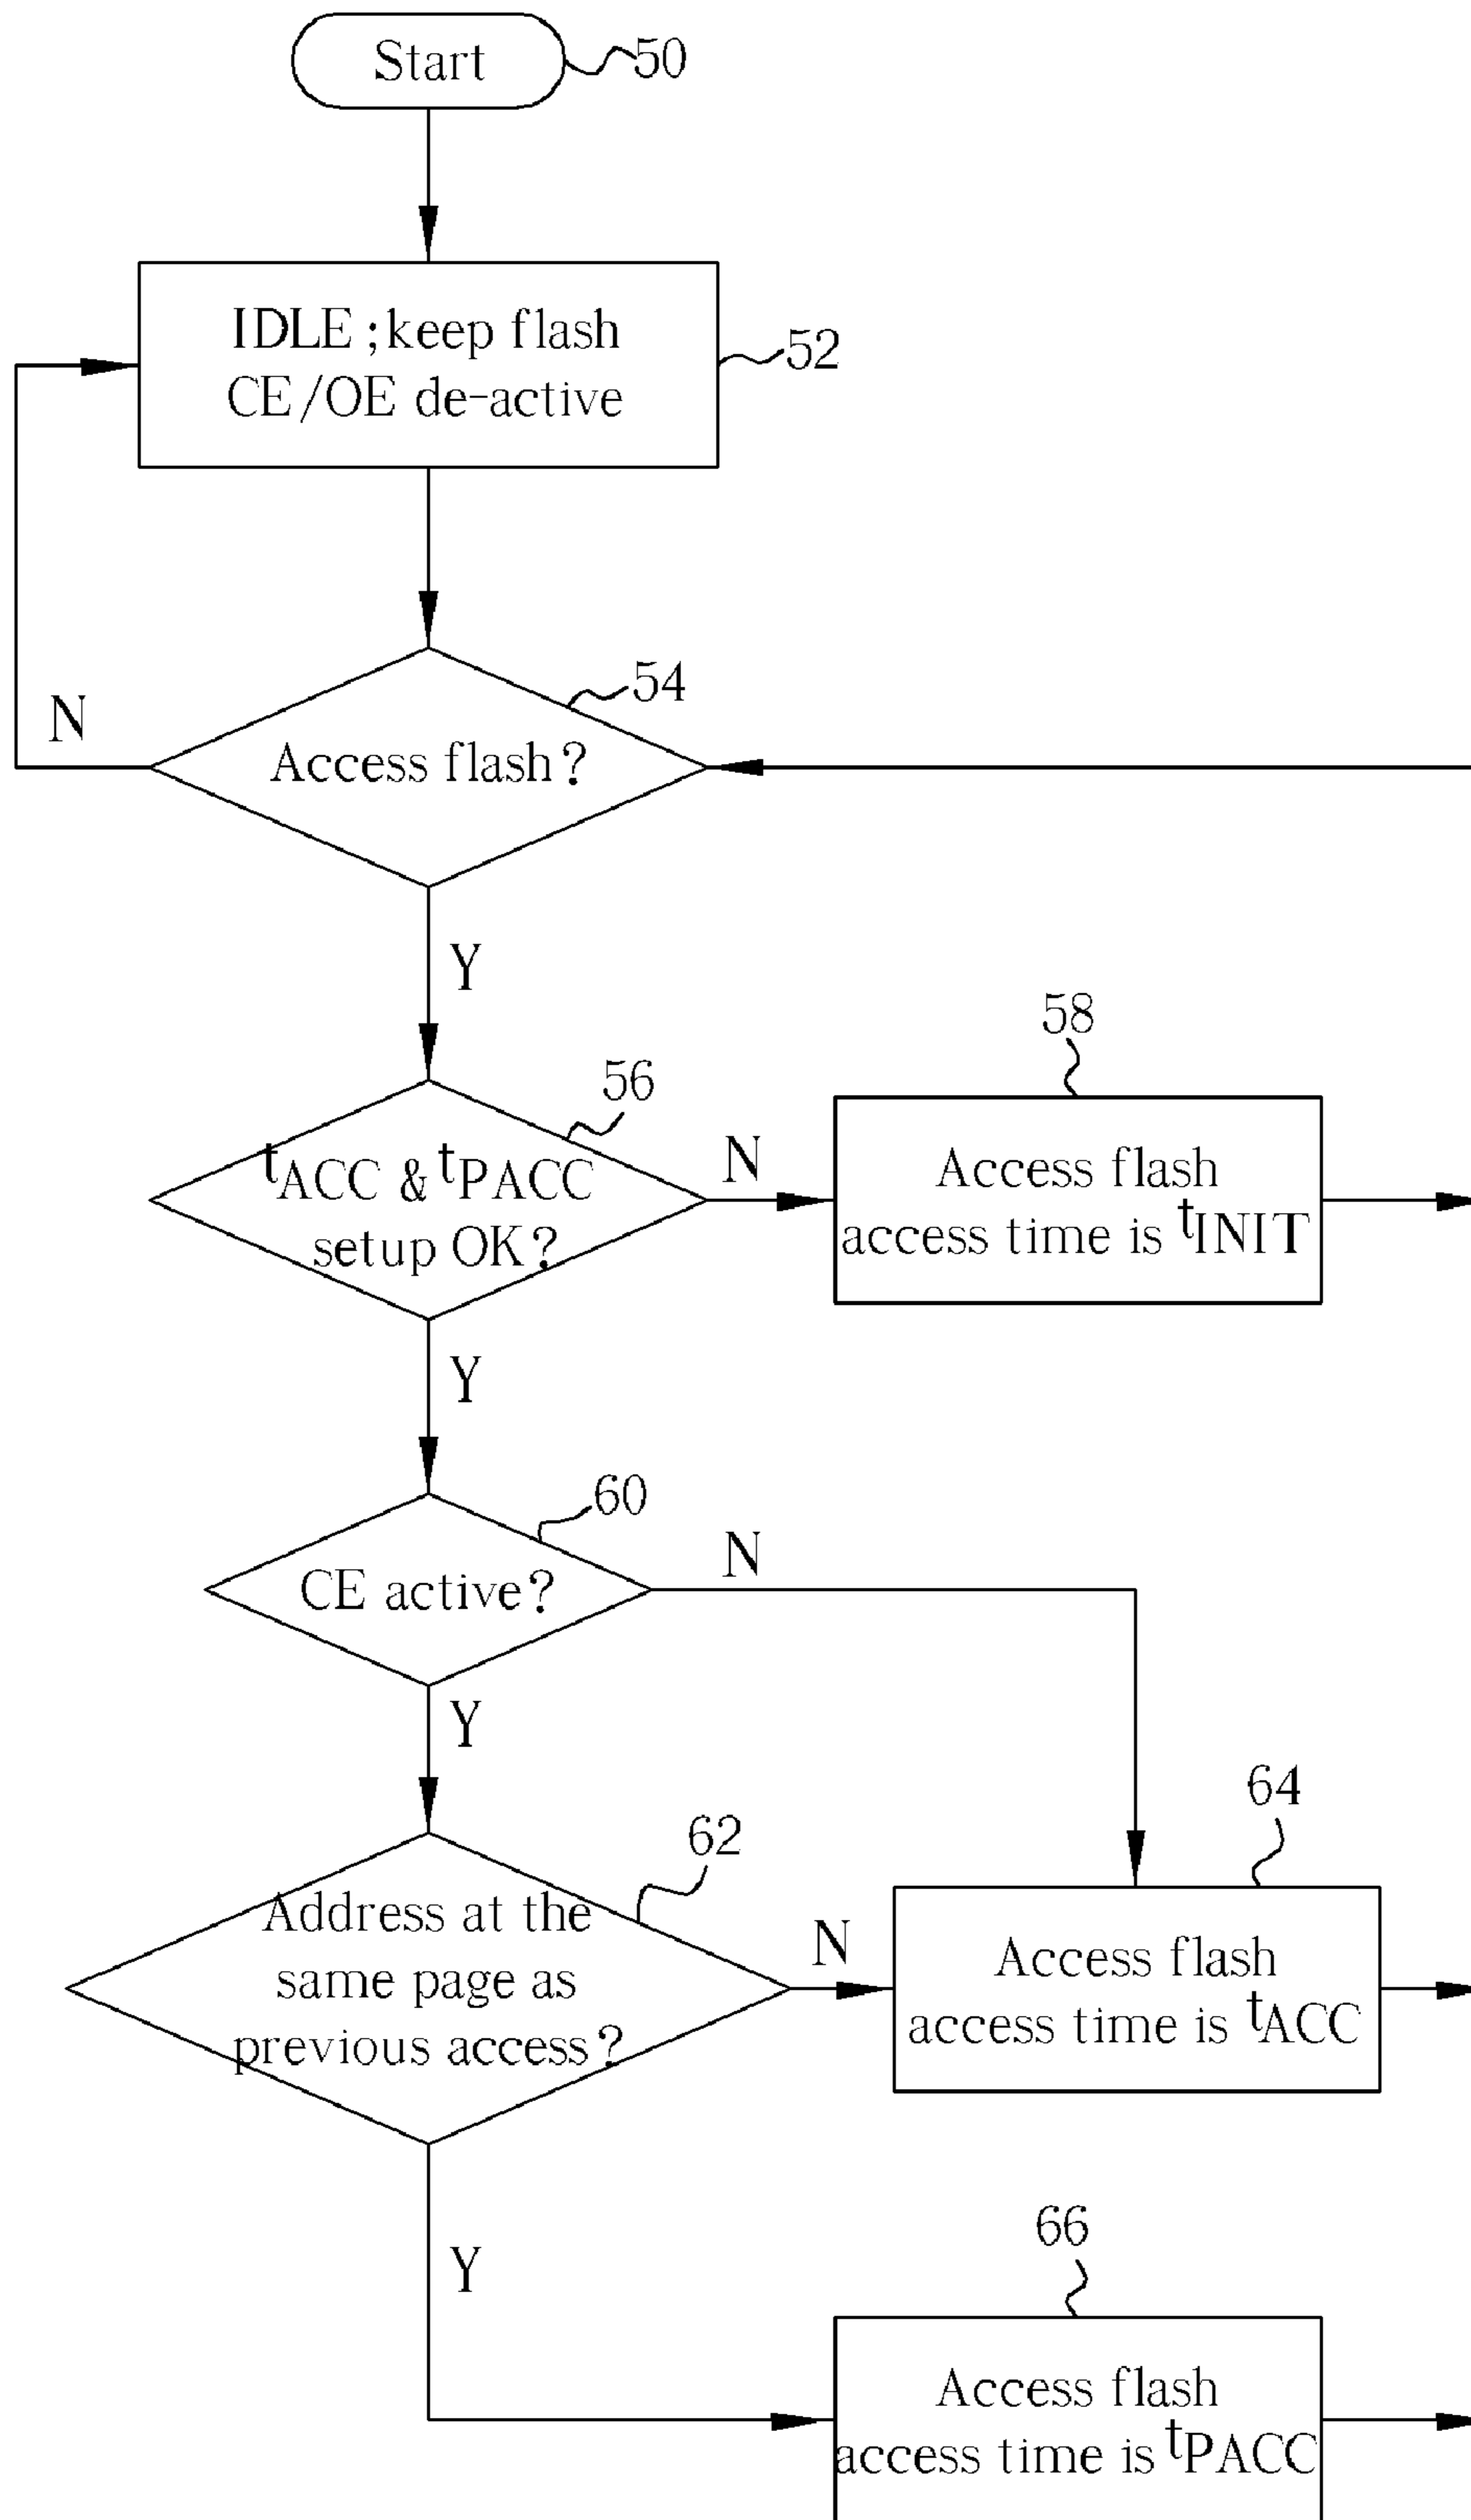 Start
50
IDLE ;keep flash
CE/OE de-active
52
54
N
Access flash?
Y
58
56
tACC & tPACC
setup OK?
N
Access flash
access time is tINIT
Y
60
CE active?
N
Y
64
62
Address at the
same page as
previous access?
N
Access flash
access time is tACC
Y
66
Access flash
access time is tPACC